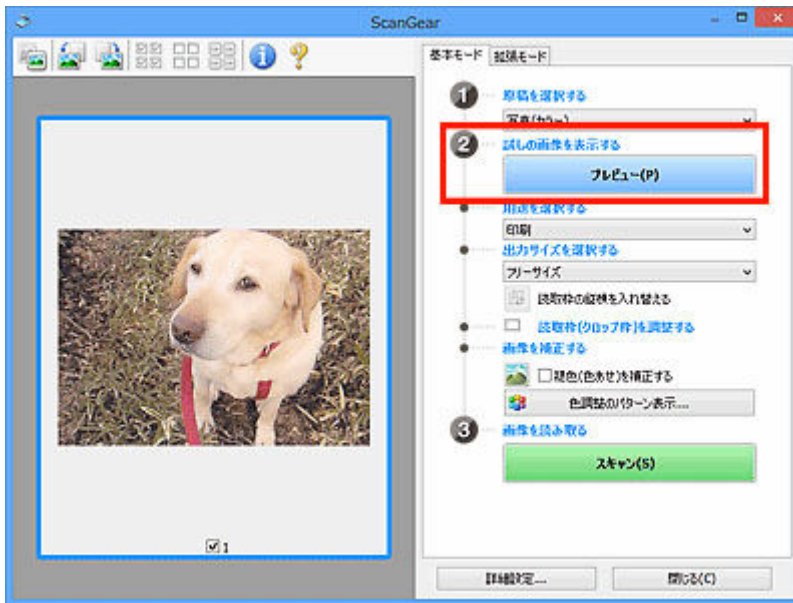 ScanGear
基本モード 拡張モード
1 原稿を選択する
写真(カラー)
2 試しの画像を表示する
プレビュー(P)
用途を選択する
印刷
出力サイズを選択する
フリーサイズ
読取枠の縦横を入れ替える
読取枠(クロップ枠)を調整する
画像を補正する
褪色(色あせ)を補正する
色調整のパターン表示...
3 画像を読み取る
スキャン(S)
1
詳細設定... 閉じる(C)